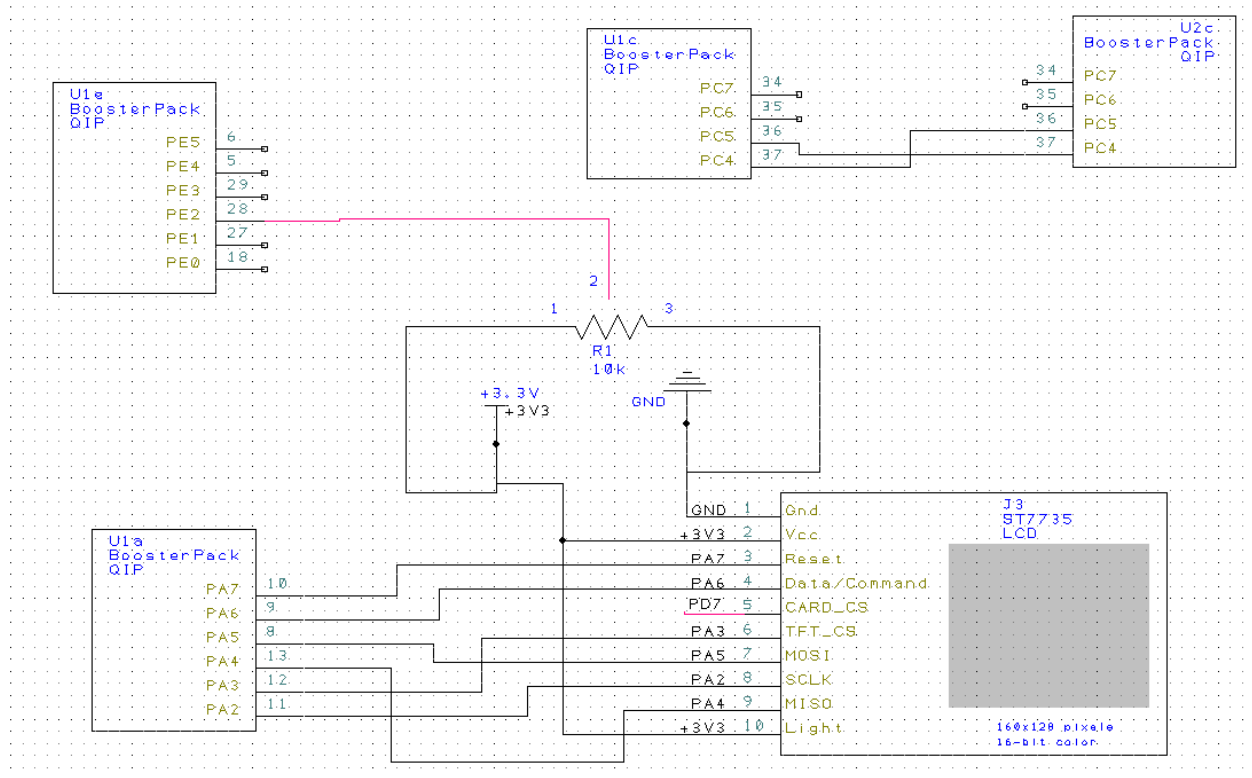 U1e
BoosterPack
QIP
PE5 6
PE4 5
PE3 29
PE2 28
PE1 27
PE0 18
U1c
BoosterPack
QIP
PC7 34
PC6 35
PC5 36
PC4 37
U2c
BoosterPack
QIP
34 PC7
35 PC6
36 PC5
37 PC4
2
1 3
R1
10k
+3.3V
+3V3
GND
U1a
BoosterPack
QIP
PA7 10
PA6 9
PA5 8
PA4 13
PA3 12
PA2 11
J3
ST7735
LCD
GND 1 Gnd
+3V3 2 Vcc
PA7 3 Reset
PA6 4 Data/Command
PD7 5 CARD_CS
PA3 6 TFT_CS
PA5 7 MOSI
PA2 8 SCLK
PA4 9 MISO
+3V3 10 Light
160x128 pixels
16-bit color